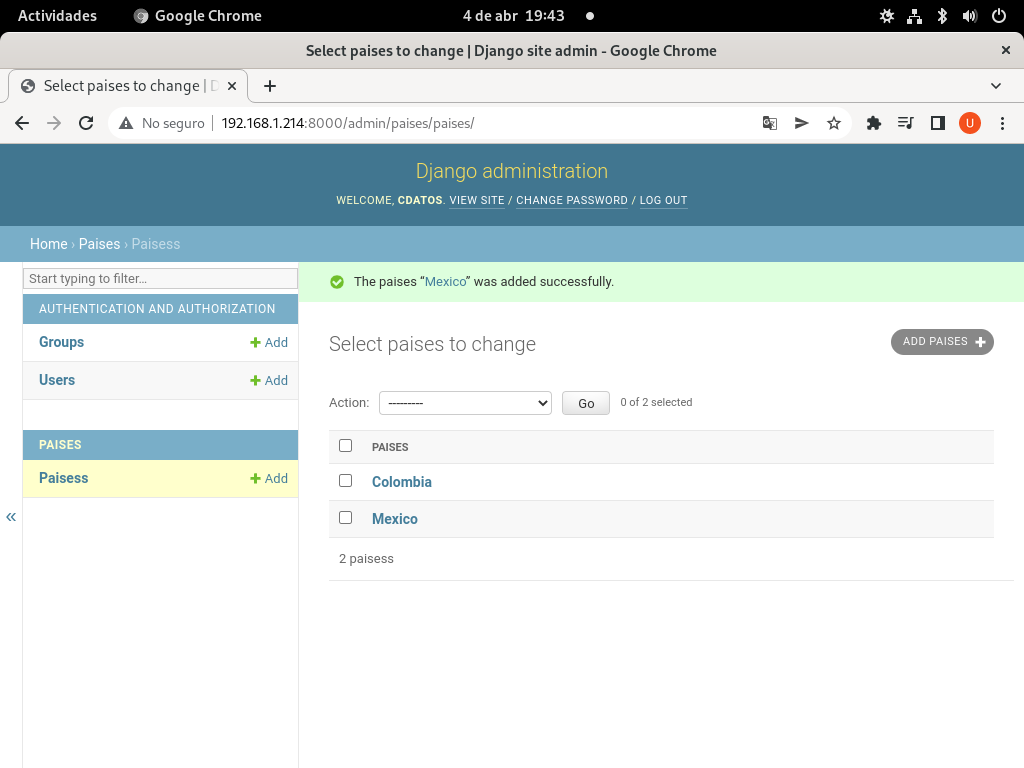 Actividades Google Chrome 4 de abr 19:43
Select paises to change | Django site admin - Google Chrome
Select paises to change | D
No seguro 192.168.1.214:8000/admin/paises/paises/ U
Django administration
WELCOME, CDATOS. VIEW SITE / CHANGE PASSWORD / LOG OUT
Home › Paises › Paisess
Start typing to filter…
AUTHENTICATION AND AUTHORIZATION
Groups Add
Users Add
PAISES
Paisess Add
«
The paises “Mexico” was added successfully.
Select paises to change
ADD PAISES
Action: --------- Go 0 of 2 selected
PAISES
Colombia
Mexico
2 paisess